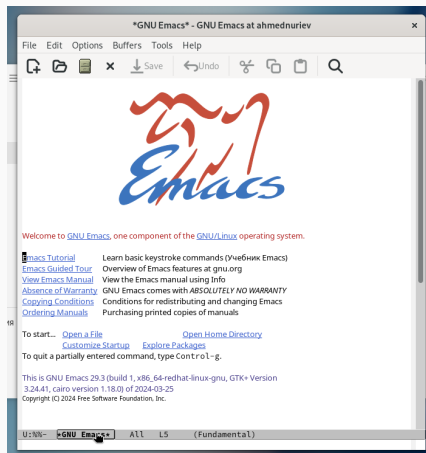 *GNU Emacs* - GNU Emacs at ahmednuriev ×
File Edit Options Buffers Tools Help
Save Undo
Emacs
Welcome to GNU Emacs, one component of the GNU/Linux operating system.
Emacs Tutorial Learn basic keystroke commands (Учебник Emacs)
Emacs Guided Tour Overview of Emacs features at gnu.org
View Emacs Manual View the Emacs manual using Info
Absence of Warranty GNU Emacs comes with ABSOLUTELY NO WARRANTY
Copying Conditions Conditions for redistributing and changing Emacs
Ordering Manuals Purchasing printed copies of manuals
ия
To start... Open a File Open Home Directory
Customize Startup Explore Packages
To quit a partially entered command, type Control-g.
This is GNU Emacs 29.3 (build 1, x86_64-redhat-linux-gnu, GTK+ Version
3.24.41, cairo version 1.18.0) of 2024-03-25
Copyright (C) 2024 Free Software Foundation, Inc.
U:%%- *GNU Emacs* All L5 (Fundamental)